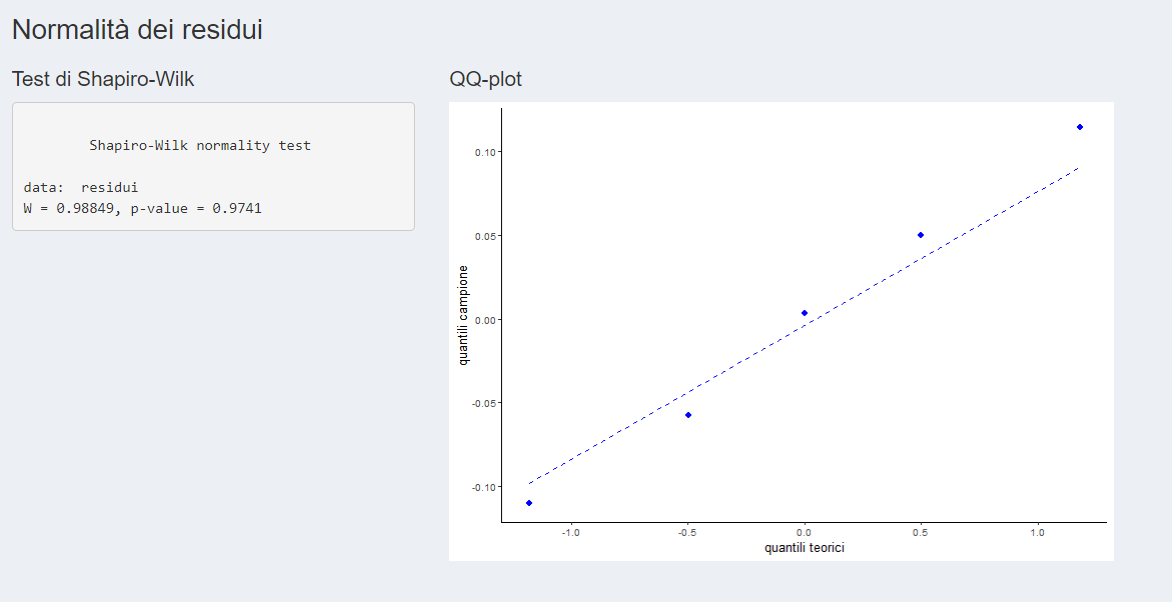 Normalità dei residui
Test di Shapiro-Wilk
Shapiro-Wilk normality test
data:  residui
W = 0.98849, p-value = 0.9741
QQ-plot
quantili campione
0.10
0.05
0.00
-0.05
-0.10
-1.0
-0.5
0.0
0.5
1.0
quantili teorici